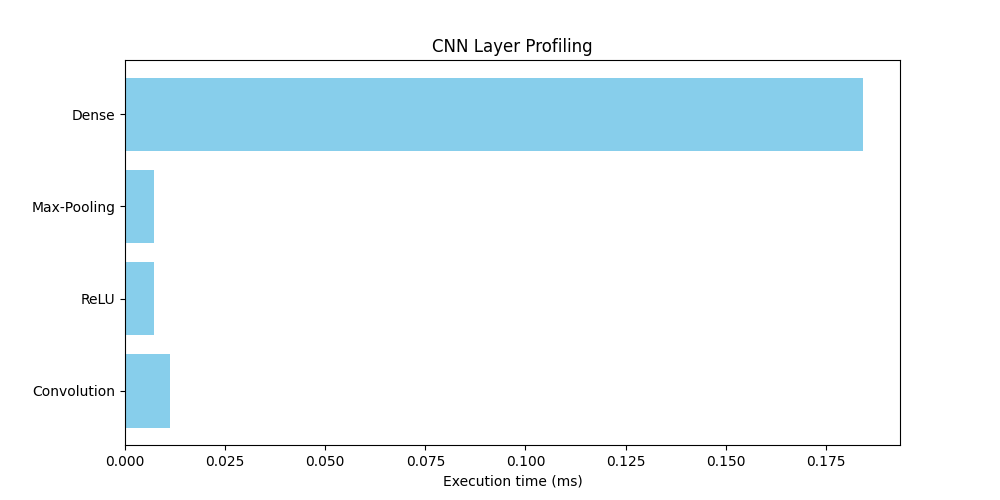 CNN Layer Profiling
Dense
Max-Pooling
ReLU
Convolution
0.000 0.025 0.050 0.075 0.100 0.125 0.150 0.175
Execution time (ms)